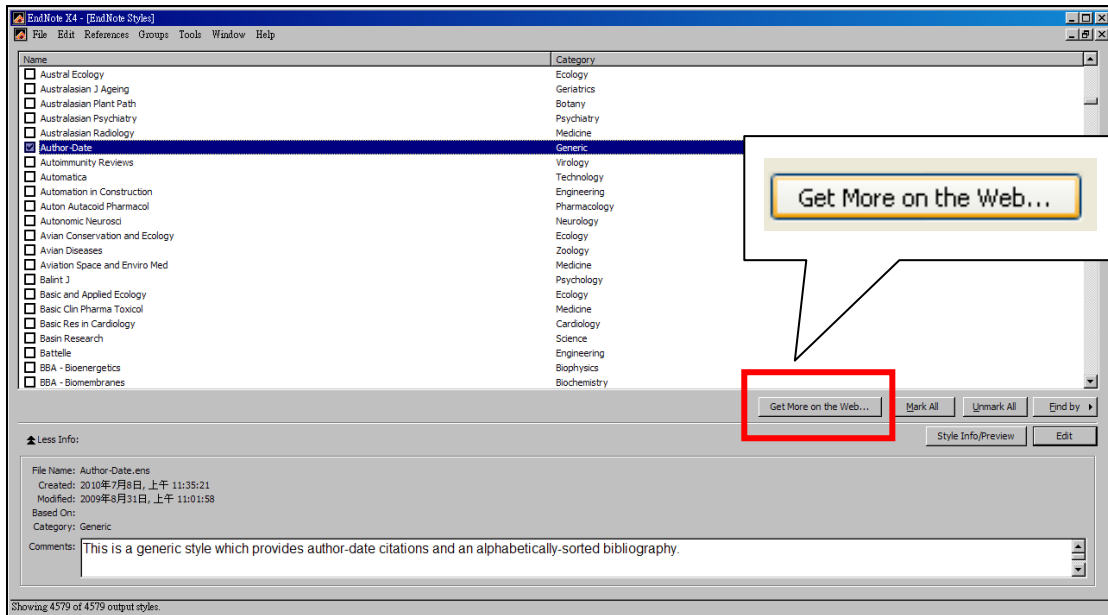 EndNote X4 - [EndNote Styles]
File Edit References Groups Tools Window Help
Name Category
Austral Ecology Ecology
Australasian J Ageing Geriatrics
Australasian Plant Path Botany
Australasian Psychiatry Psychiatry
Australasian Radiology Medicine
Author-Date Generic
Autoimmunity Reviews Virology
Automatica Technology
Automation in Construction Engineering
Auton Autacoid Pharmacol Pharmacology
Autonomic Neurosci Neurology
Avian Conservation and Ecology Ecology
Avian Diseases Zoology
Aviation Space and Enviro Med Medicine
Balint J Psychology
Basic and Applied Ecology Ecology
Basic Clin Pharma Toxicol Medicine
Basic Res in Cardiology Cardiology
Basin Research Science
Battelle Engineering
BBA - Bioenergetics Biophysics
BBA - Biomembranes Biochemistry
Get More on the Web...
Get More on the Web... Mark All Unmark All Find by
Less Info: Style Info/Preview Edit
File Name: Author-Date.ens
Created: 2010年7月8日, 上午 11:35:21
Modified: 2009年8月31日, 上午 11:01:58
Based On:
Category: Generic
Comments: This is a generic style which provides author-date citations and an alphabetically-sorted bibliography.
Showing 4579 of 4579 output styles.